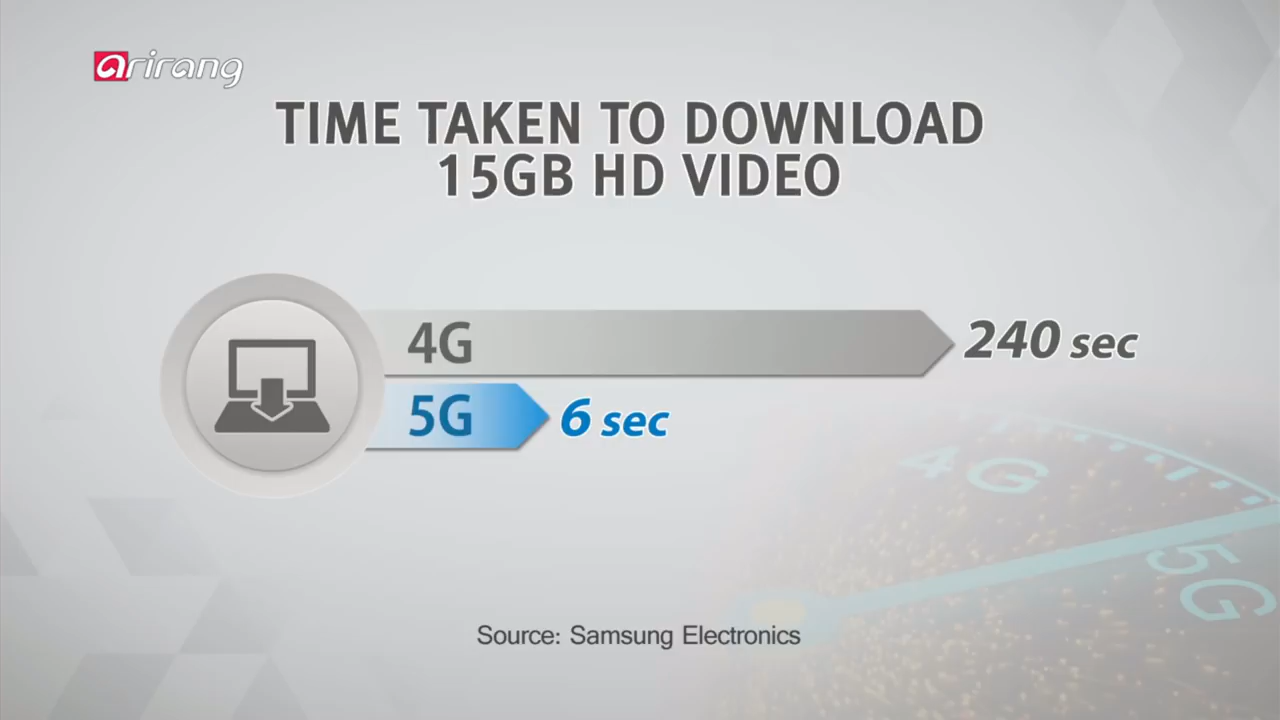 arirang
TIME TAKEN TO DOWNLOAD
15GB HD VIDEO
4G
240 sec
5G
6 sec
4G
5G
Source: Samsung Electronics